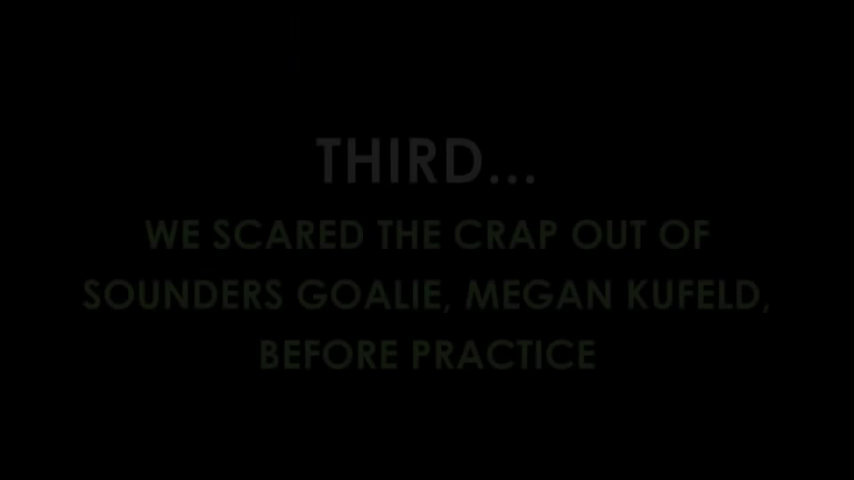 THIRD...
WE SCARED THE CRAP OUT OF
SOUNDERS GOALIE, MEGAN KUFELD,
BEFORE PRACTICE